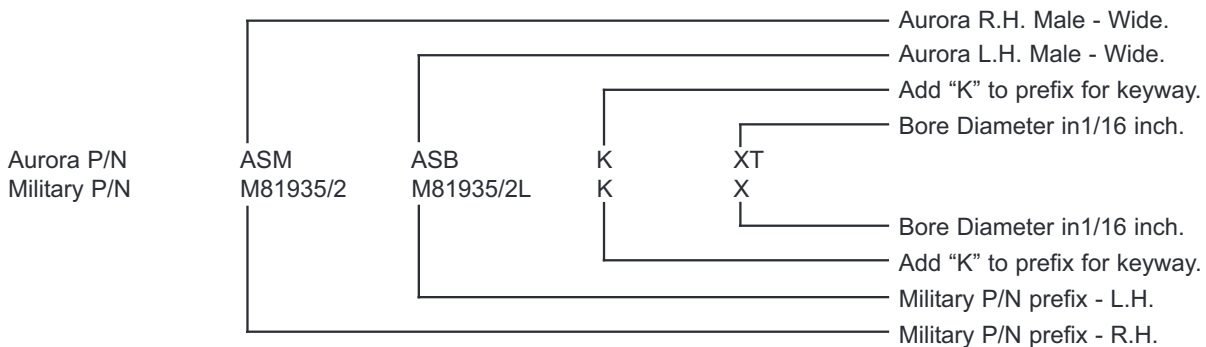 Aurora R.H. Male - Wide.
Aurora L.H. Male - Wide.
Add “K” to prefix for keyway.
Bore Diameter in1/16 inch.
Aurora P/N ASM ASB K XT
Military P/N M81935/2 M81935/2L K X
Bore Diameter in1/16 inch.
Add “K” to prefix for keyway.
Military P/N prefix - L.H.
Military P/N prefix - R.H.